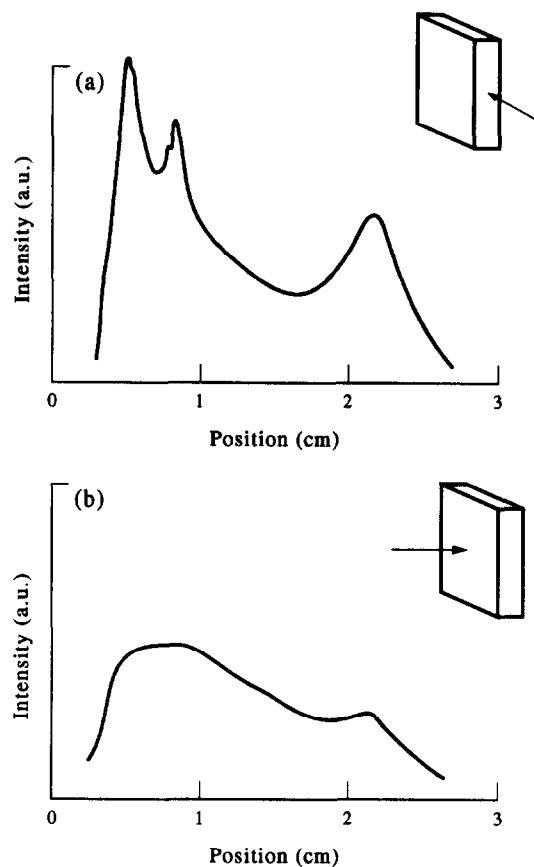 (a)
Intensity (a.u.)
0 1 2 3
Position (cm)
(b)
Intensity (a.u.)
0 1 2 3
Position (cm)